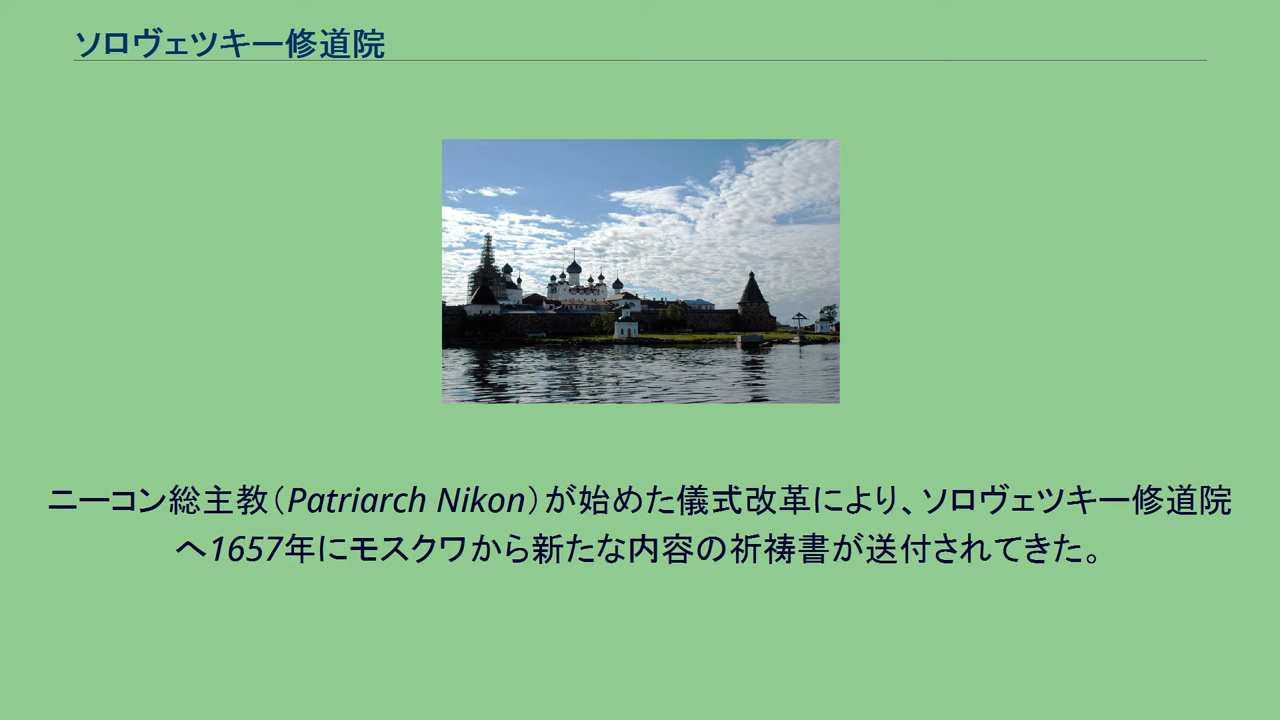 ソロヴェツキー修道院
ニーコン総主教（Patriarch Nikon）が始めた儀式改革により、ソロヴェツキー修道院
へ1657年にモスクワから新たな内容の祈祷書が送付されてきた。